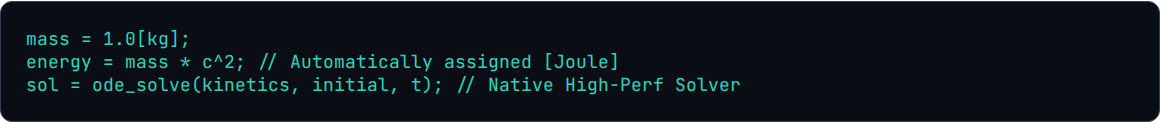 mass = 1.0[kg];
energy = mass * c^2; // Automatically assigned [Joule]
sol = ode_solve(kinetics, initial, t); // Native High-Perf Solver